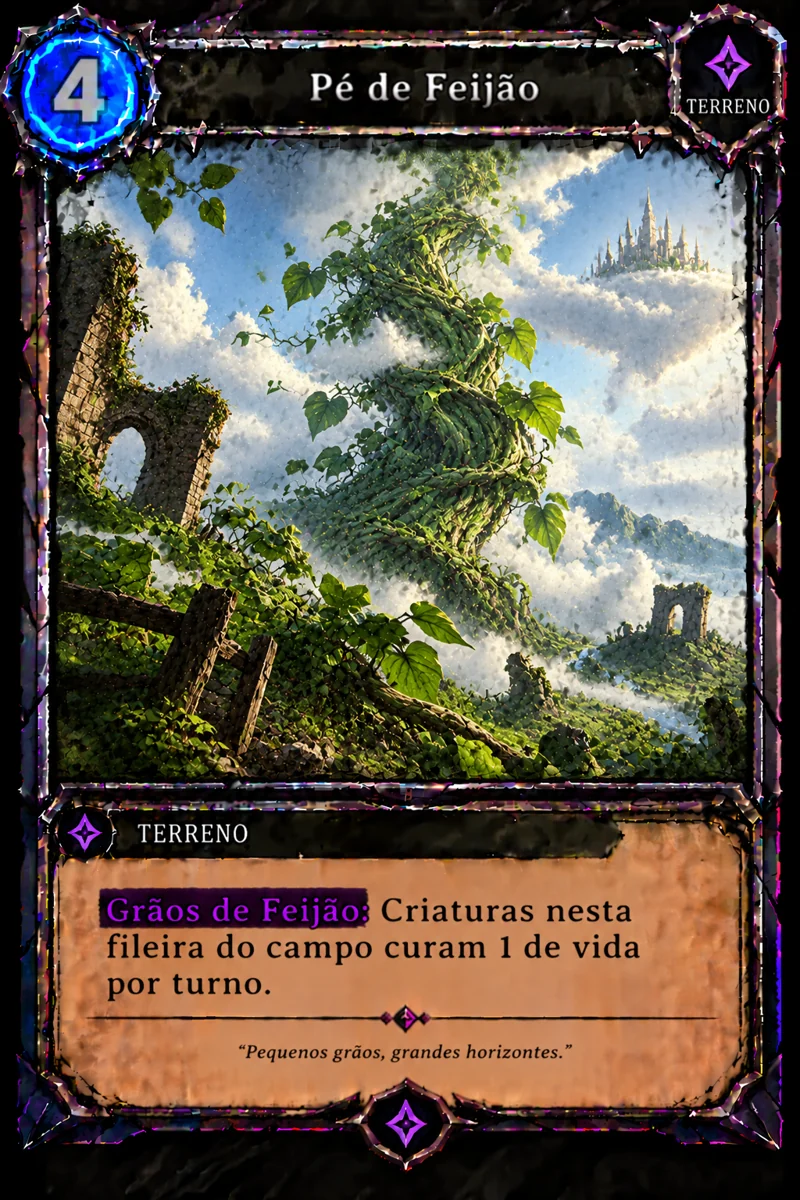 4
Pé de Feijão
TERRENO
TERRENO
Grãos de Feijão: Criaturas nesta
fileira do campo curam 1 de vida
por turno.
“Pequenos grãos, grandes horizontes.”